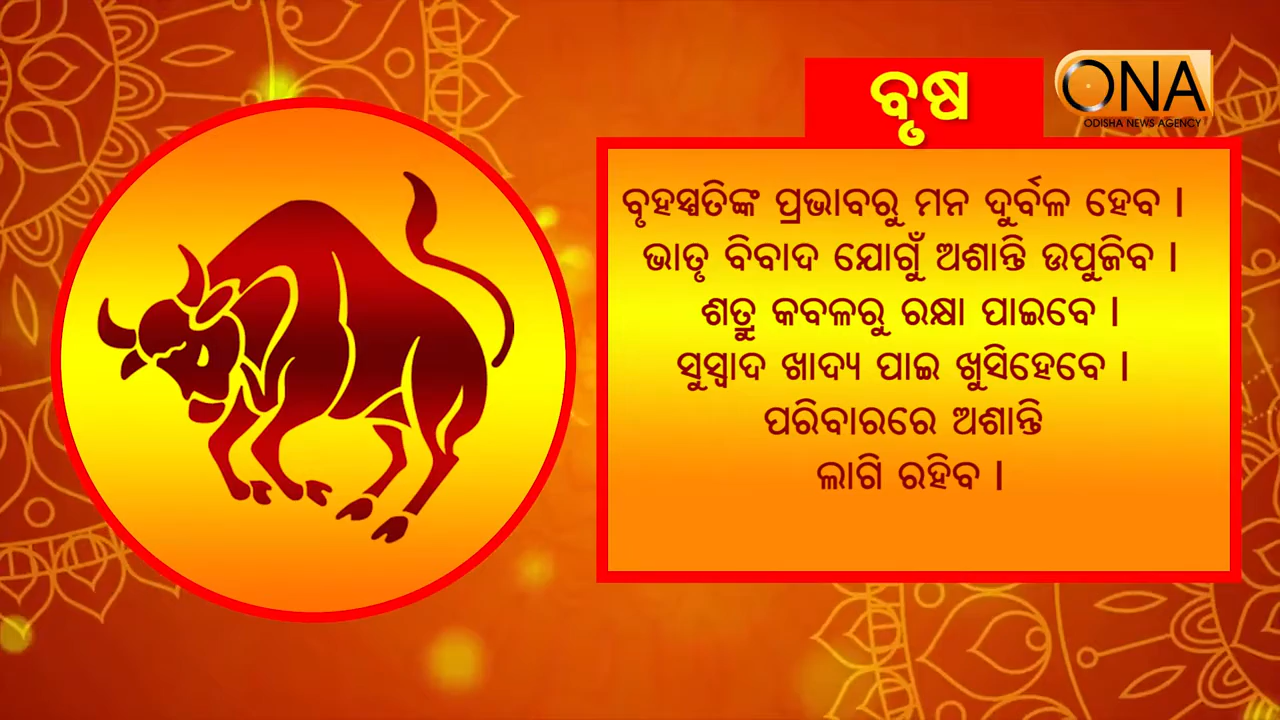 ବୃଷ
ONA
ODISHA NEWS AGENCY
ବୃହସ୍ପତିଙ୍କ ପ୍ରଭାବରୁ ମନ ଦୁର୍ବଳ ହେବ ।
ଭାତୃ ବିବାଦ ଯୋଗୁଁ ଅଶାନ୍ତି ଉପୁଜିବ ।
ଶତ୍ରୁ କବଳରୁ ରକ୍ଷା ପାଇବେ ।
ସୁସ୍ୱାଦ ଖାଦ୍ୟ ପାଇ ଖୁସିହେବେ ।
ପରିବାରରେ ଅଶାନ୍ତି
ଲାଗି ରହିବ ।